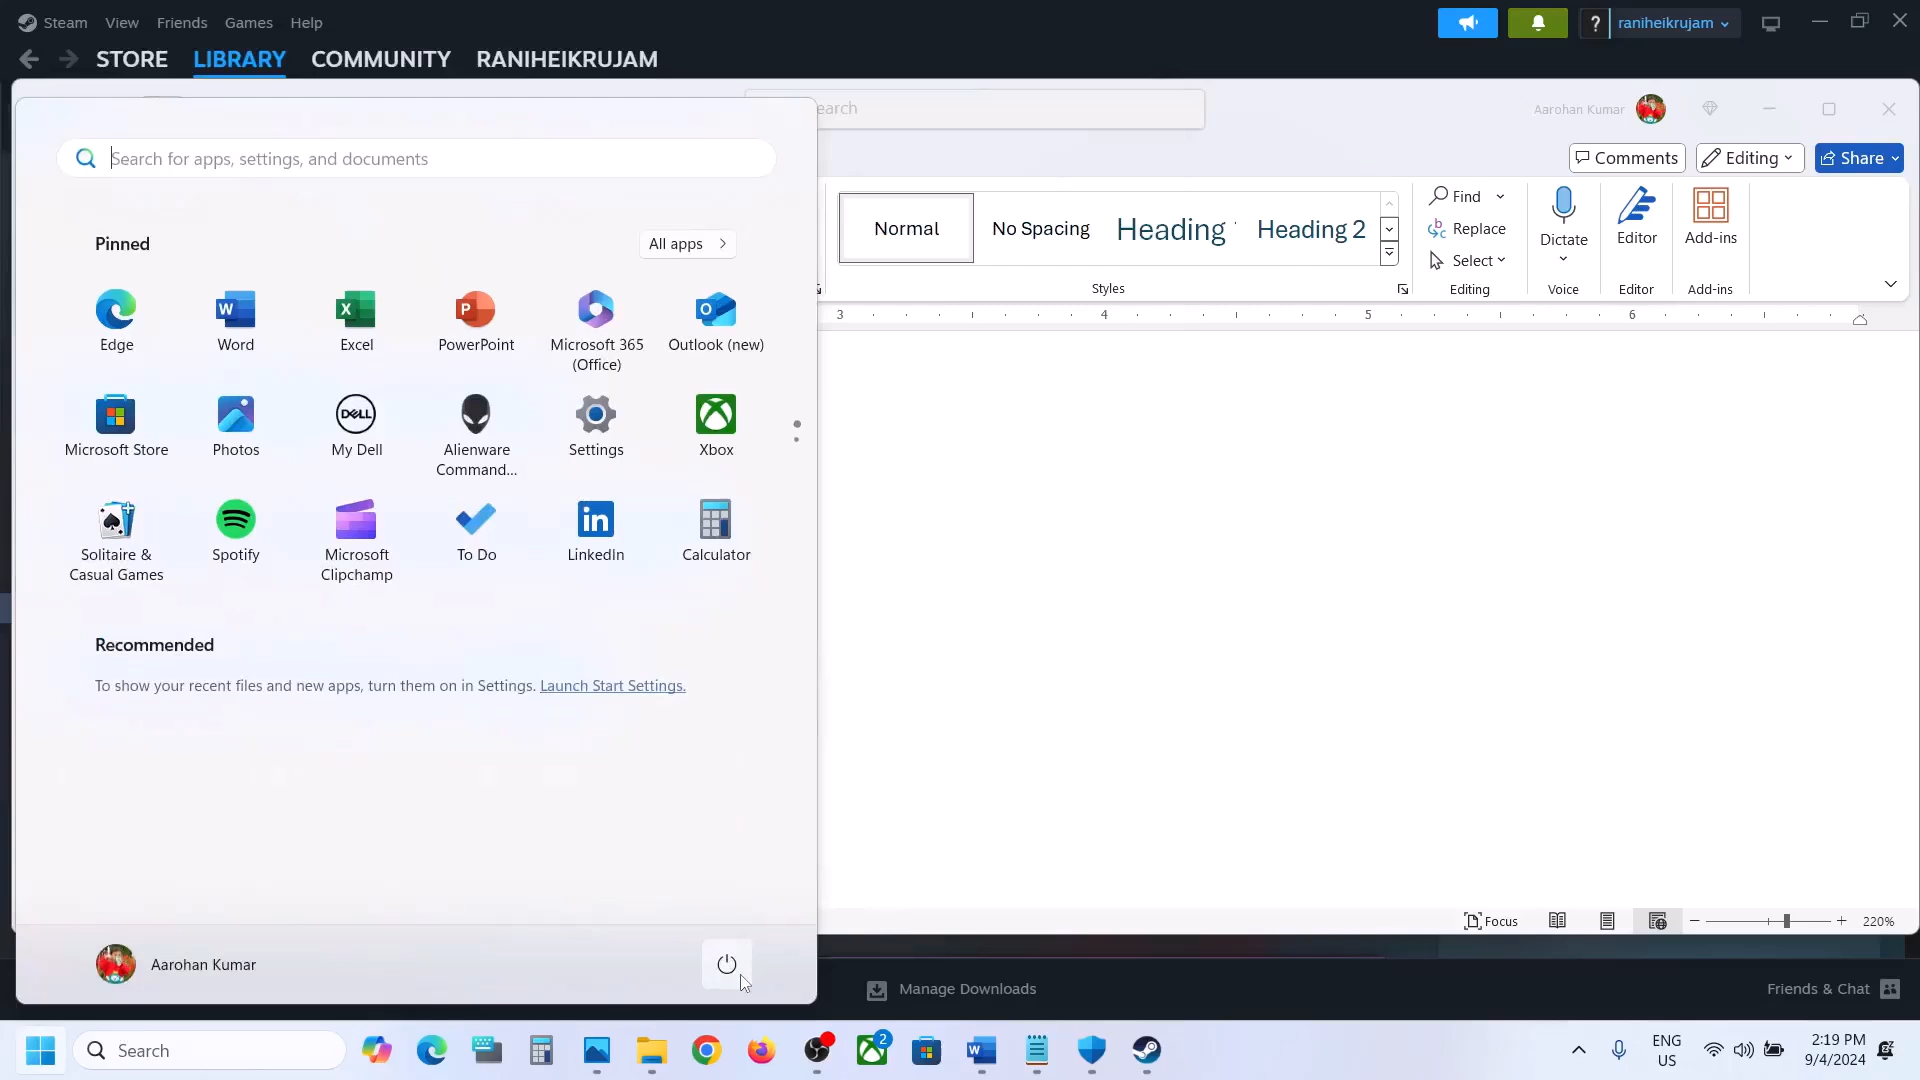 Steam View Friends Games Help
? raniheikrujam
STORE LIBRARY COMMUNITY RANIHEIKRUJAM
earch
Aarohan Kumar
Search for apps, settings, and documents
Comments Editing Share
Pinned
All apps
Edge Word Excel PowerPoint Microsoft 365 (Office) Outlook (new)
Microsoft Store Photos My Dell Alienware Command... Settings Xbox
Solitaire & Casual Games Spotify Microsoft Clipchamp To Do LinkedIn Calculator
DELL
Normal No Spacing Heading Heading 2
Styles
Find
Replace
Select
Editing
Dictate
Voice
Editor
Editor
Add-ins
Add-ins
3 4 5 6
Recommended
To show your recent files and new apps, turn them on in Settings. Launch Start Settings.
Focus
220%
Aarohan Kumar
Manage Downloads
Friends & Chat
Search
2
ENG
US
2:19 PM
9/4/2024